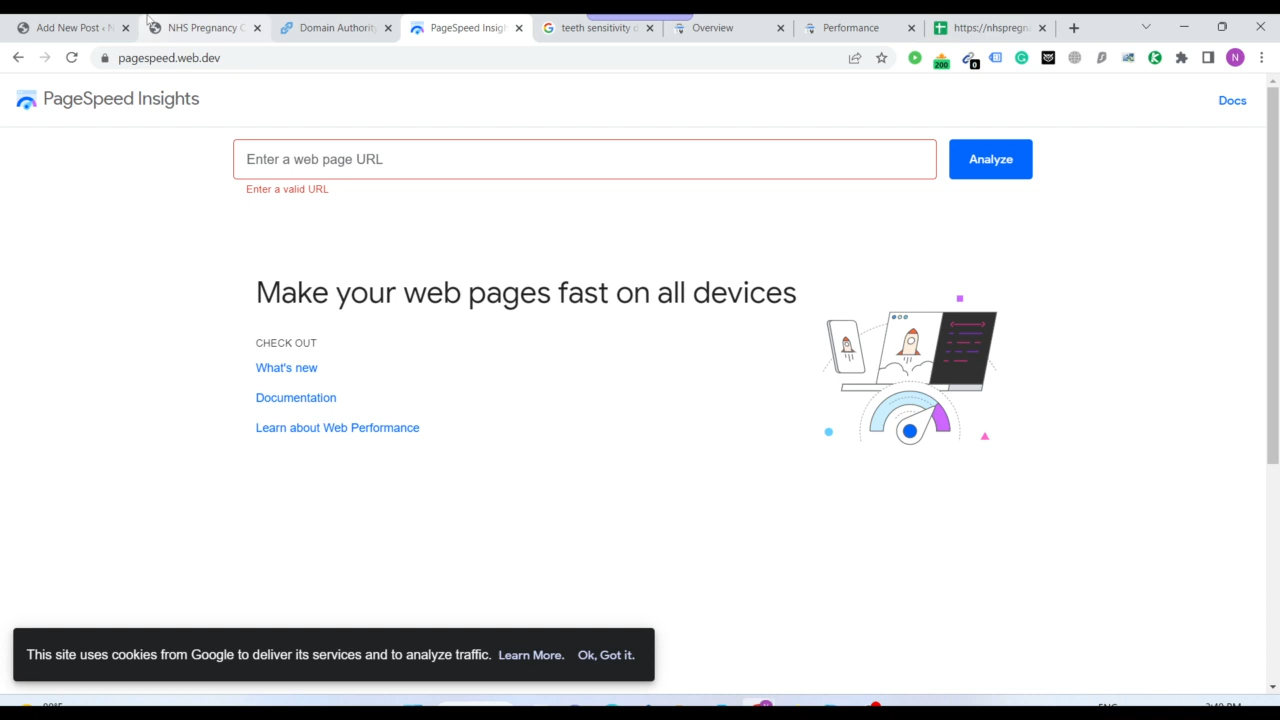 Add New Post ‹ N
NHS Pregnancy C
Domain Authority
PageSpeed Insig
teeth sensitivity d
Overview
Performance
https://nhspregn
pagespeed.web.dev
200
0
N
PageSpeed Insights
Docs
Enter a web page URL
Analyze
Enter a valid URL
Make your web pages fast on all devices
CHECK OUT
What's new
Documentation
Learn about Web Performance
This site uses cookies from Google to deliver its services and to analyze traffic. Learn More. Ok, Got it.